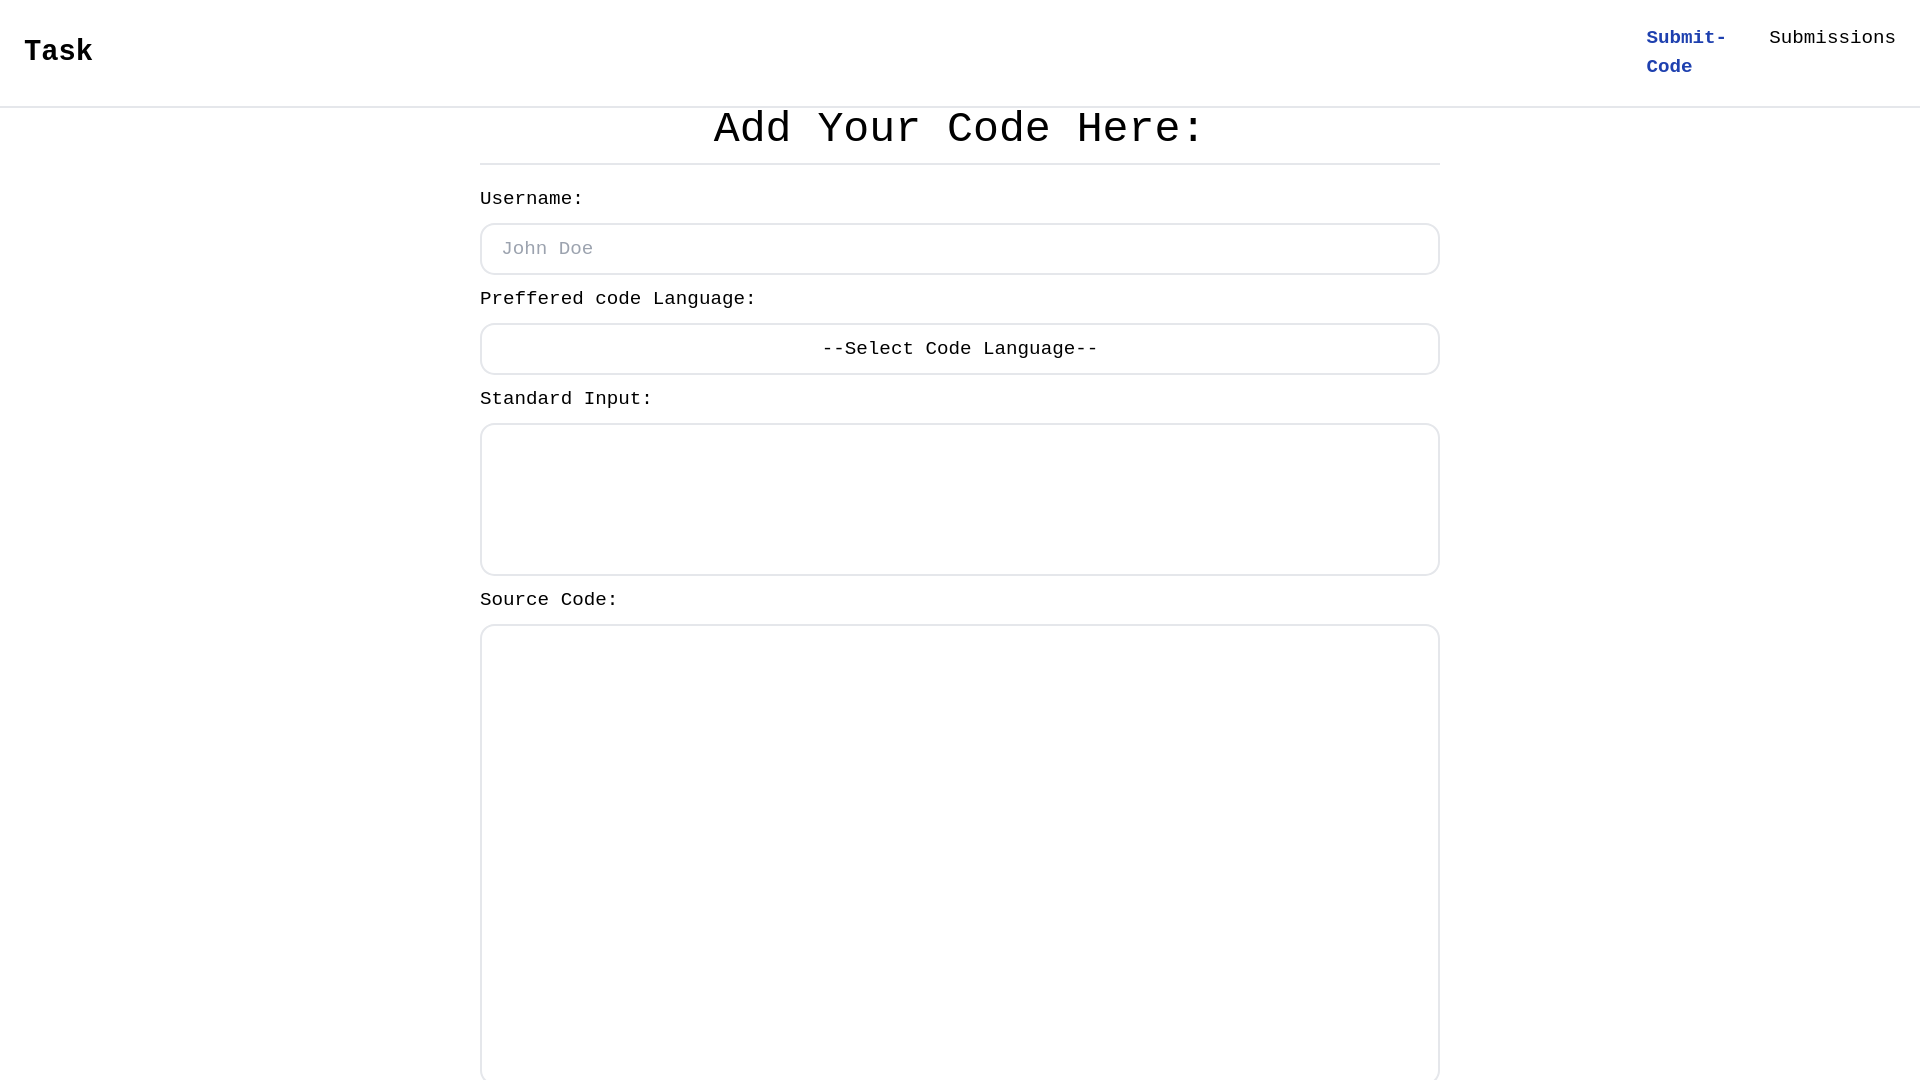 Task
Submit-
Code
Submissions
Add Your Code Here:
Username:
John Doe
Preffered code Language:
--Select Code Language--
Standard Input:
Source Code: